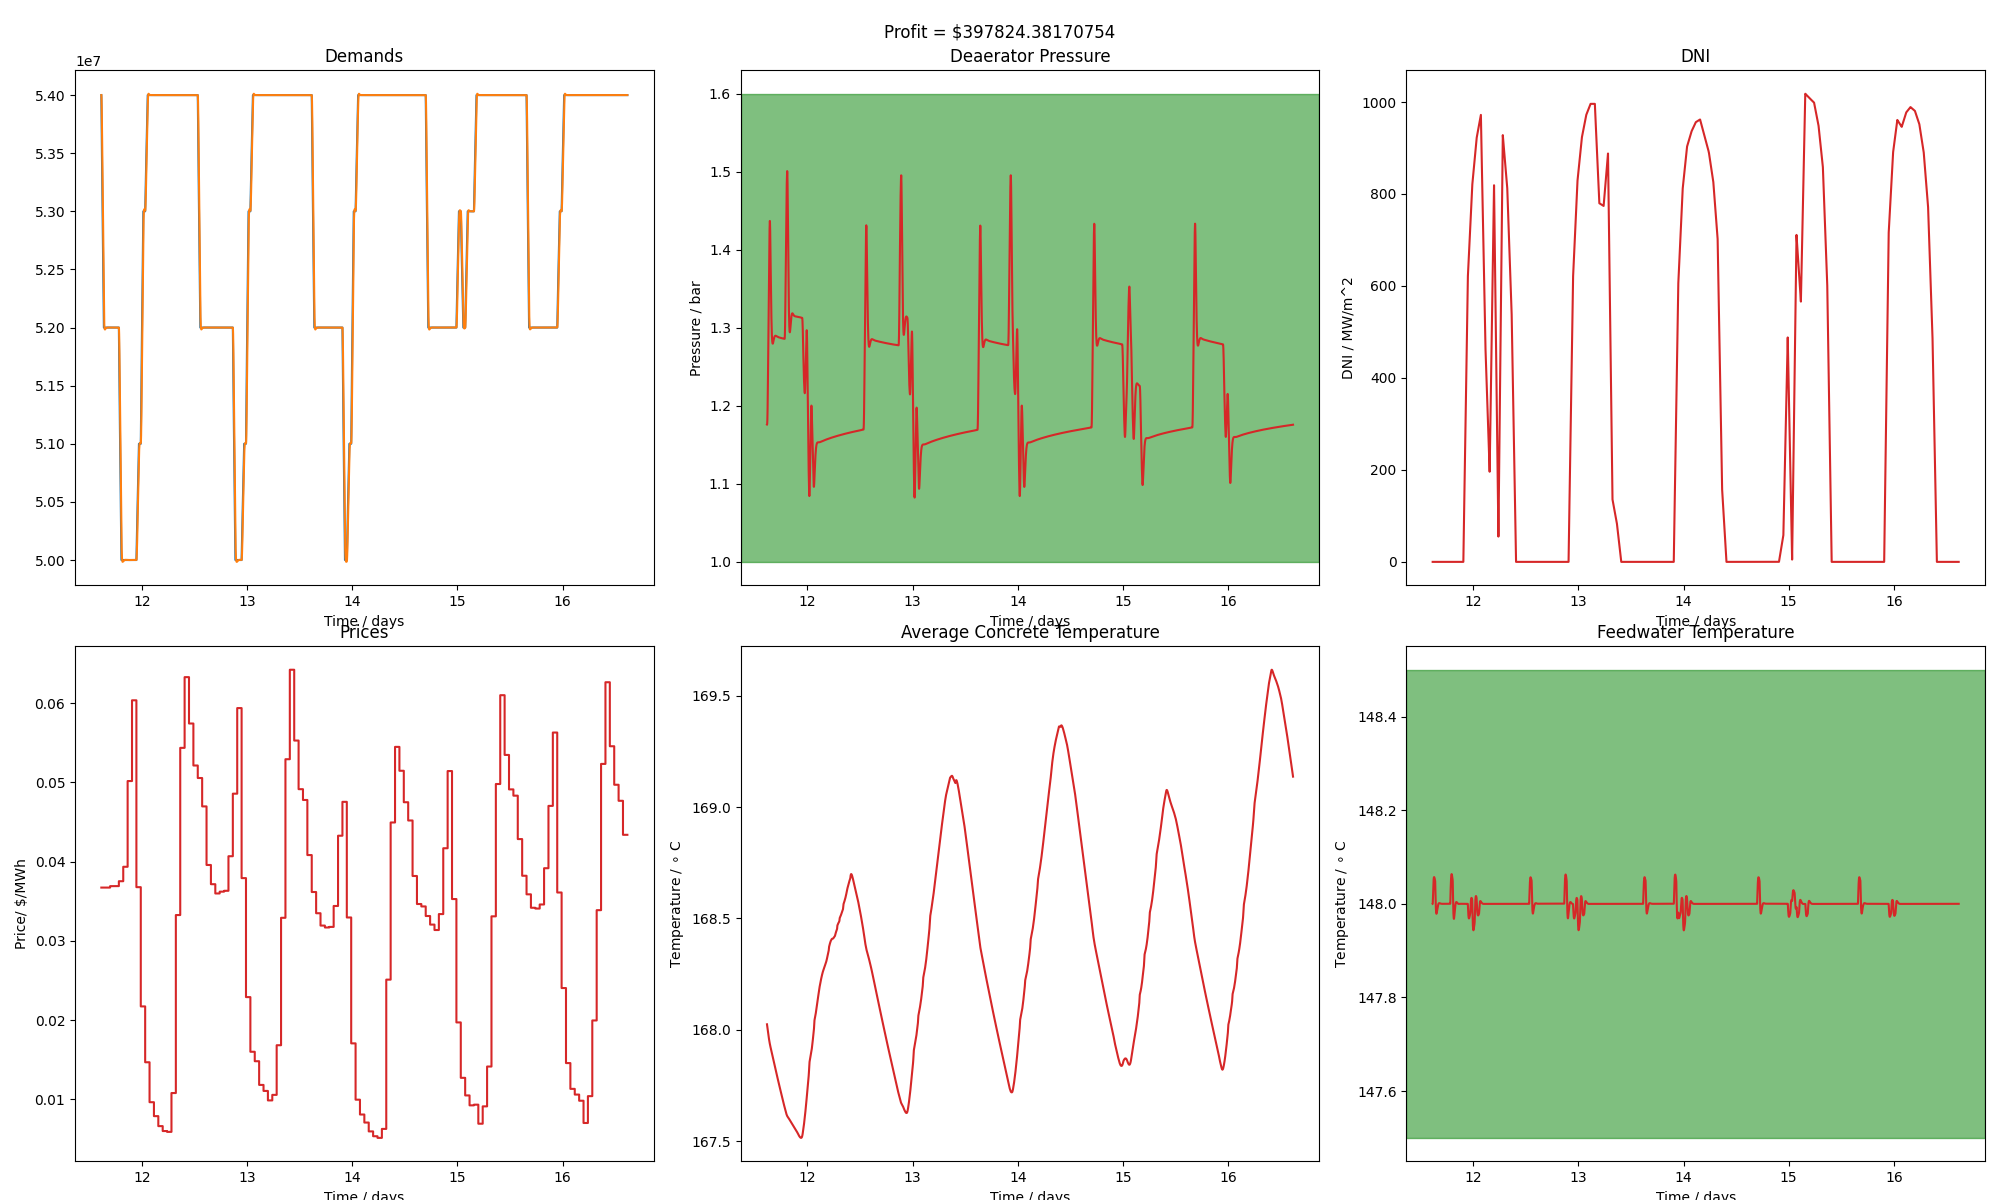 Profit = $397824.38170754
Demands
1e7
5.40
5.35
5.30
5.25
5.20
5.15
5.10
5.05
5.00
12 13 14 15 16
Time / days
Deaerator Pressure
Pressure / bar
1.6
1.5
1.4
1.3
1.2
1.1
1.0
12 13 14 15 16
Time / days
DNI
DNI / MW/m^2
1000
800
600
400
200
0
12 13 14 15 16
Time / days
Prices
Price/ $/MWh
0.06
0.05
0.04
0.03
0.02
0.01
12 13 14 15 16
Time / days
Average Concrete Temperature
Temperature / ∘ C
169.5
169.0
168.5
168.0
167.5
12 13 14 15 16
Time / days
Feedwater Temperature
Temperature / ∘ C
148.4
148.2
148.0
147.8
147.6
12 13 14 15 16
Time / days